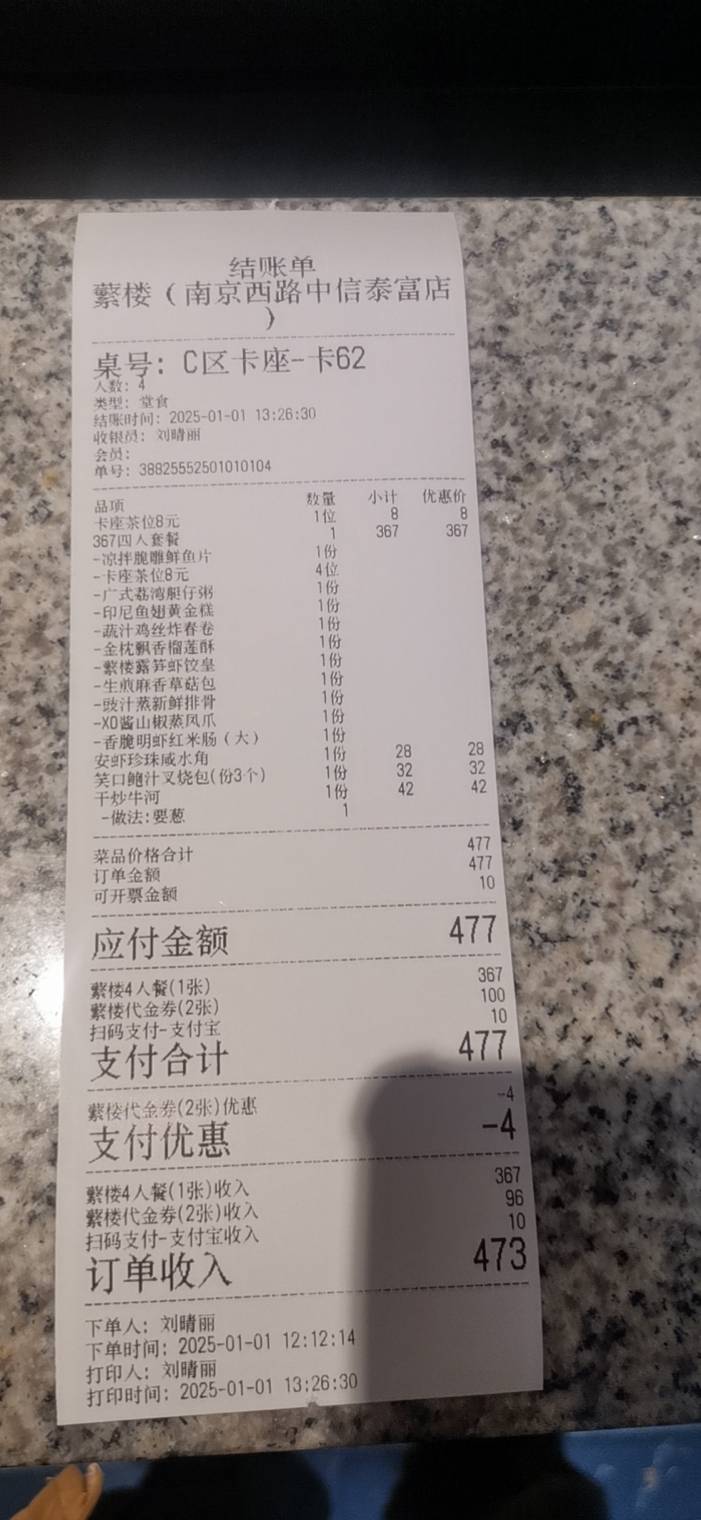 结账单
蘩楼（南京西路中信泰富店
）
桌号: C区卡座-卡62
人数: 4
类型: 堂食
结账时间: 2025-01-01 13:26:30
收银员: 刘晴丽
会员:
单号: 38825552501010104
品项 数量 小计 优惠价
卡座茶位8元 1位 8 8
367四人套餐 1 367 367
-凉拌脆雕鲜鱼片 1份
-卡座茶位8元 4位
-广式荔湾艇仔粥 1份
-印尼鱼翅黄金糕 1份
-蔬汁鸡丝炸春卷 1份
-金枕飘香榴莲酥 1份
-蘩楼露笋虾饺皇 1份
-生煎麻香草菇包 1份
-豉汁蒸新鲜排骨 1份
-XO酱山椒蒸凤爪 1份
-香脆明虾红米肠（大） 1份
安虾珍珠咸水角 1份 28 28
笑口鲍汁叉烧包(份3个) 1份 32 32
干炒牛河 1份 42 42
-做法:要葱 1
菜品价格合计 477
订单金额 477
可开票金额 10
应付金额 477
蘩楼4人餐(1张) 367
蘩楼代金券(2张) 100
扫码支付-支付宝 10
支付合计 477
蘩楼代金券(2张)优惠 -4
支付优惠 -4
蘩楼4人餐(1张)收入 367
蘩楼代金券(2张)收入 96
扫码支付-支付宝收入 10
订单收入 473
下单人: 刘晴丽
下单时间: 2025-01-01 12:12:14
打印人: 刘晴丽
打印时间: 2025-01-01 13:26:30